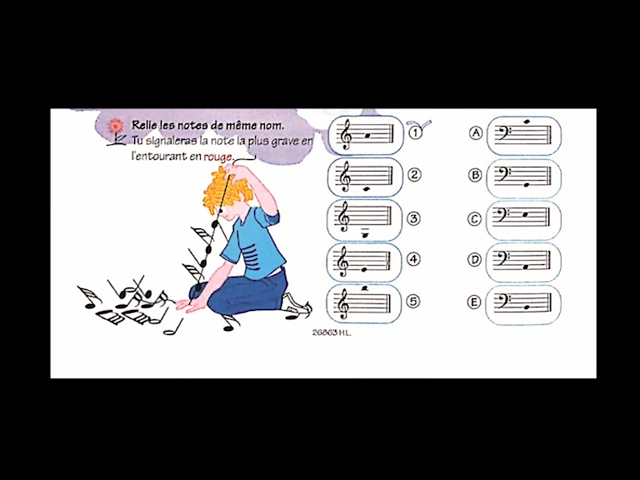 Relie les notes de même nom.
Tu signaleras la note la plus grave en
l'entourant en rouge.
1 A
2 B
3 C
4 D
5 E
26863 H.L.